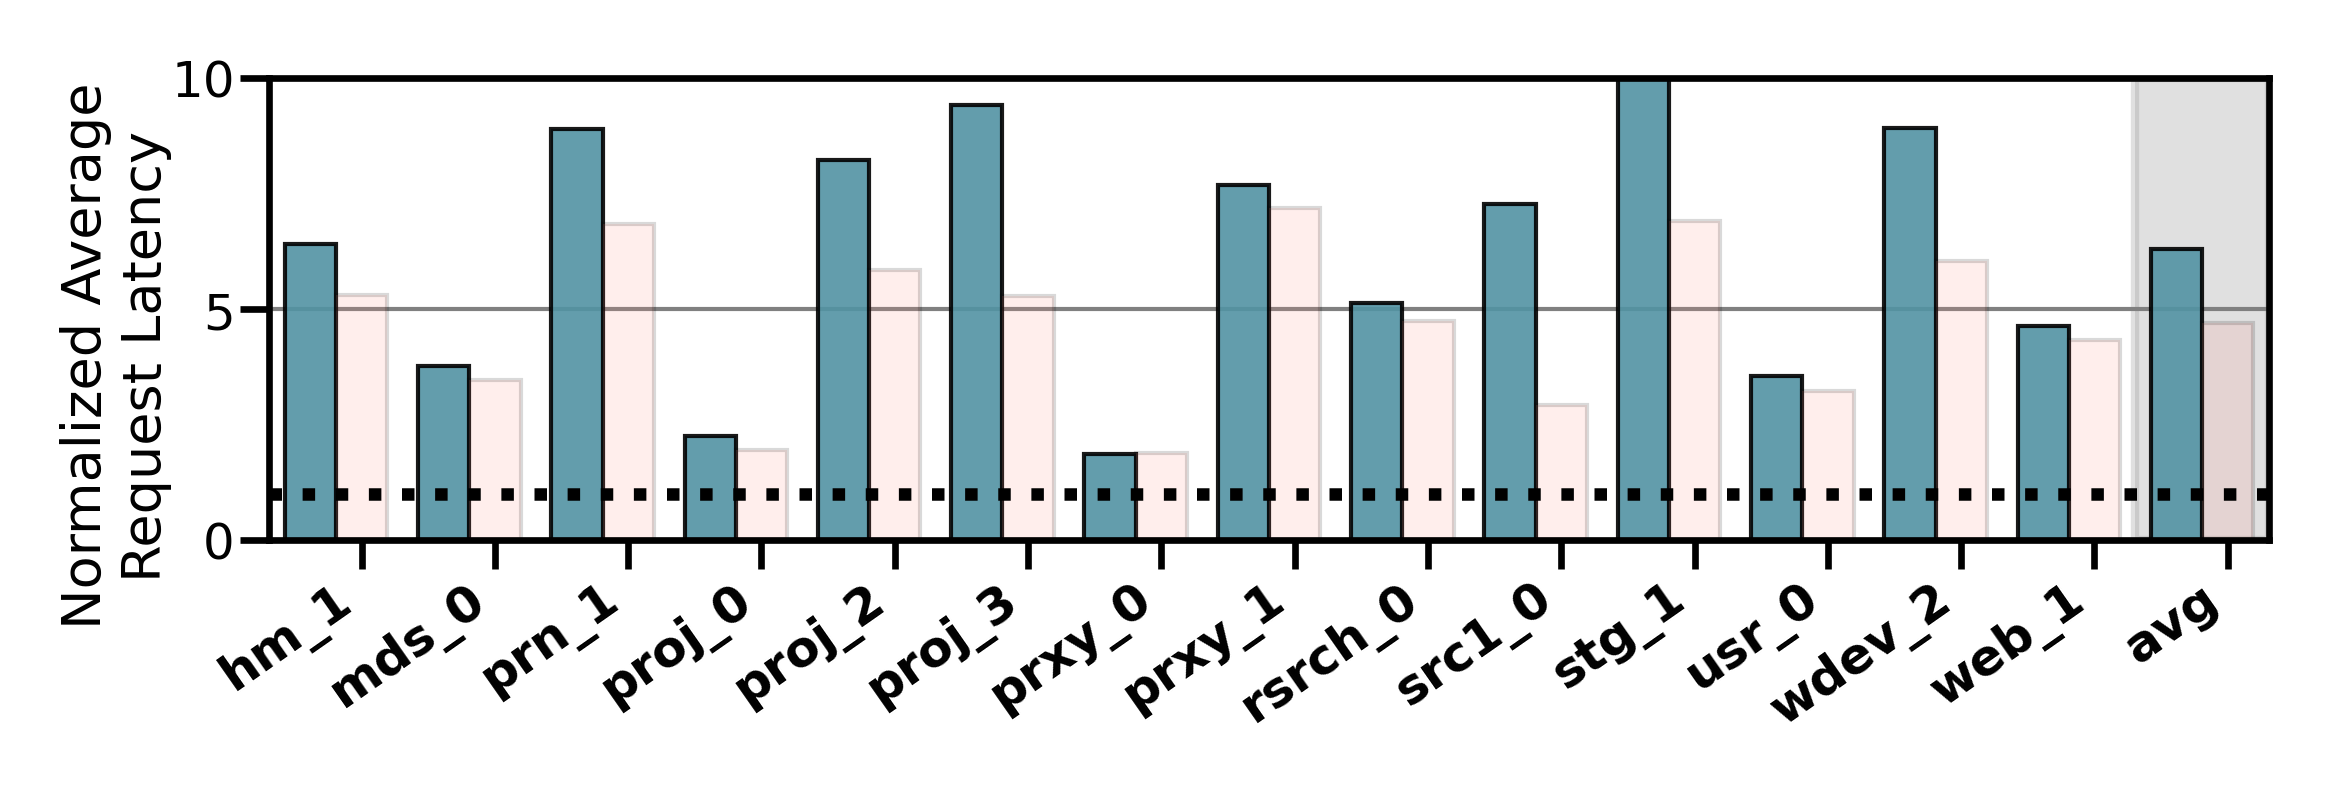 Normalized Average
Request Latency
10
5
0
hm_1
mds_0
prn_1
proj_0
proj_2
proj_3
prxy_0
prxy_1
rsrch_0
src1_0
stg_1
usr_0
wdev_2
web_1
avg